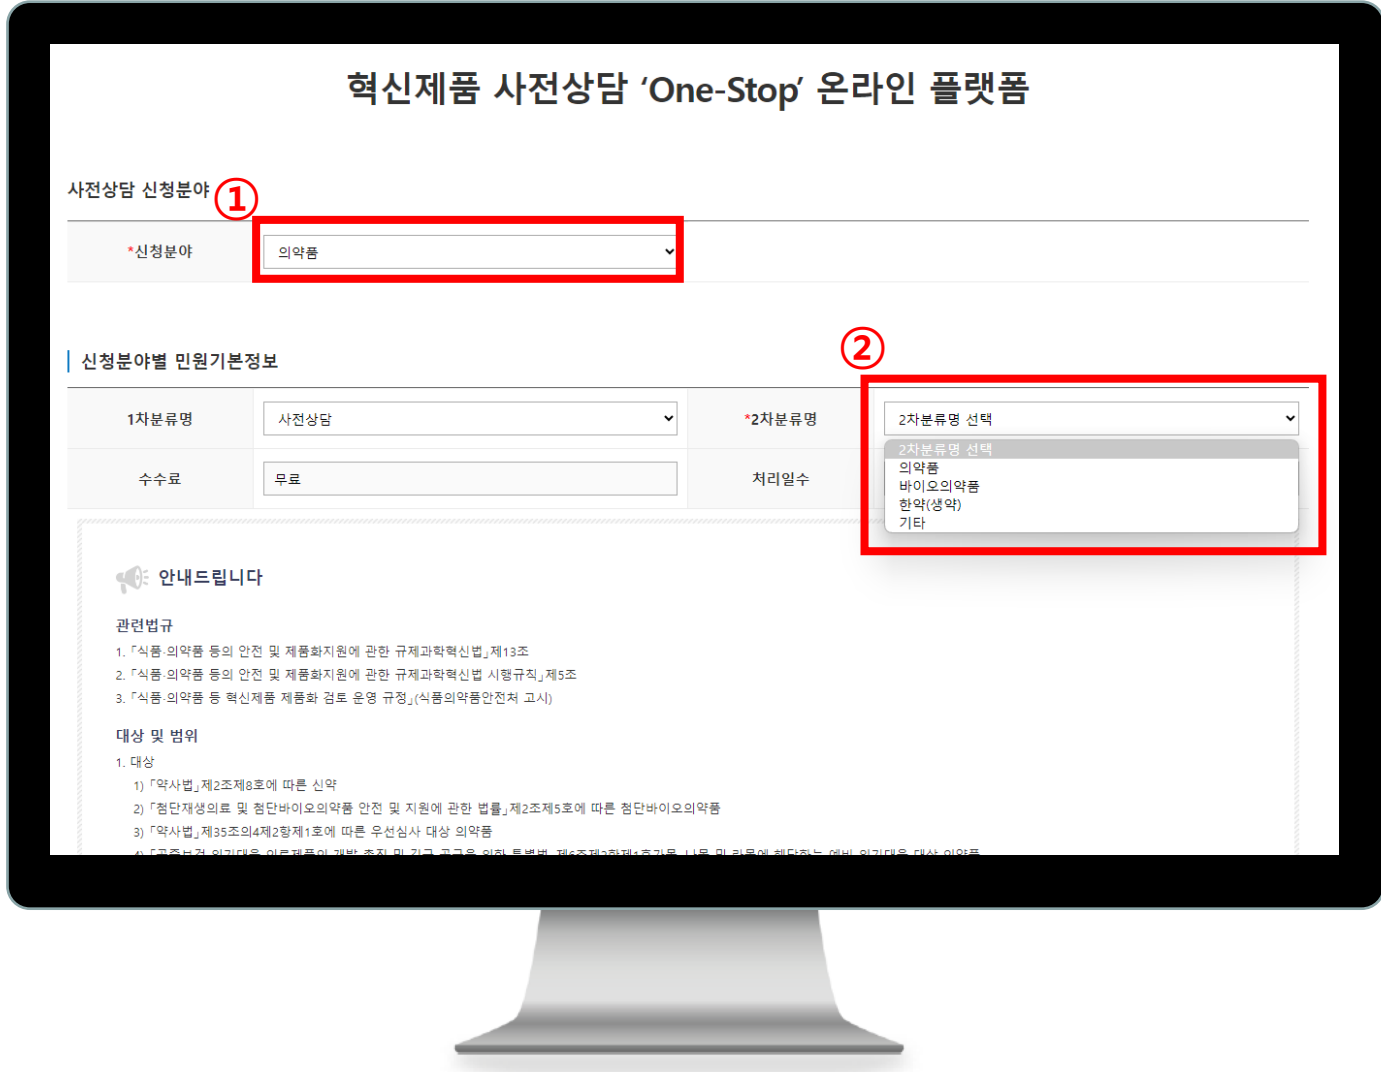 혁신제품 사전상담 ‘One-Stop’ 온라인 플랫폼
사전상담 신청분야 ①
*신청분야 의약품
②
신청분야별 민원기본정보
1차분류명 사전상담 *2차분류명 2차분류명 선택
2차분류명 선택
의약품
수수료 무료 처리일수
바이오의약품
한약(생약)
기타
안내드립니다
관련법규
1. 「식품·의약품 등의 안전 및 제품화지원에 관한 규제과학혁신법」제13조
2. 「식품·의약품 등의 안전 및 제품화지원에 관한 규제과학혁신법 시행규칙」제5조
3. 「식품·의약품 등 혁신제품 제품화 검토 운영 규정」(식품의약품안전처 고시)
대상 및 범위
1. 대상
1) 「약사법」제2조제8호에 따른 신약
2) 「첨단재생의료 및 첨단바이오의약품 안전 및 지원에 관한 법률」제2조제5호에 따른 첨단바이오의약품
3) 「약사법」제35조의4제2항제1호에 따른 우선심사 대상 의약품